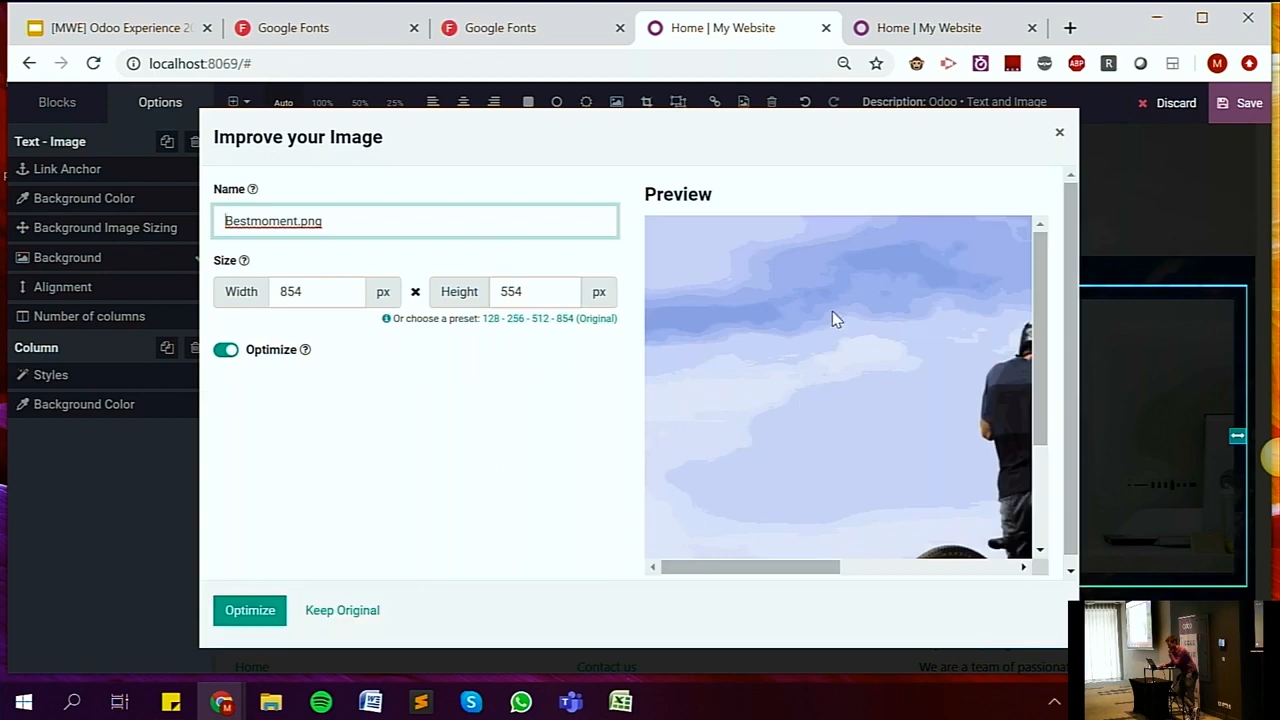 [MWE] Odoo Experience 20
Google Fonts
Google Fonts
Home | My Website
Home | My Website
localhost:8069/#
ABP
R
M
Blocks
Options
Auto
100%
50%
25%
Description: Odoo • Text and Image
Discard
Save
Text - Image
Link Anchor
Background Color
Background Image Sizing
Background
Alignment
Number of columns
Column
Styles
Background Color
Improve your Image
Name
Bestmoment.png
Size
Width 854 px
Height 554 px
Or choose a preset: 128 - 256 - 512 - 854 (Original)
Optimize
Preview
Optimize
Keep Original
Home
Contact us
We are a team of passionat
odoo